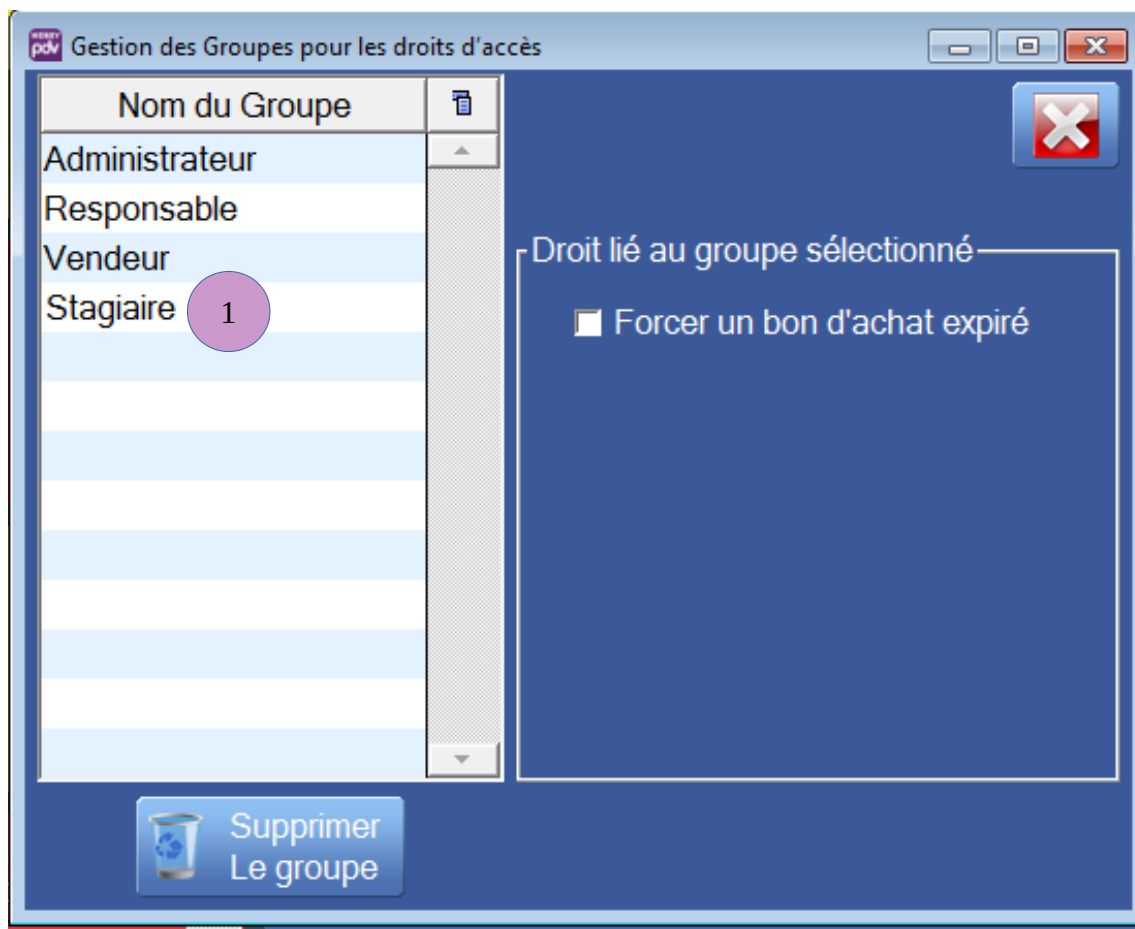 pdv Gestion des Groupes pour les droits d'accès
Nom du Groupe
Administrateur
Responsable
Vendeur
Stagiaire 1
Droit lié au groupe sélectionné
Forcer un bon d'achat expiré
Supprimer
Le groupe